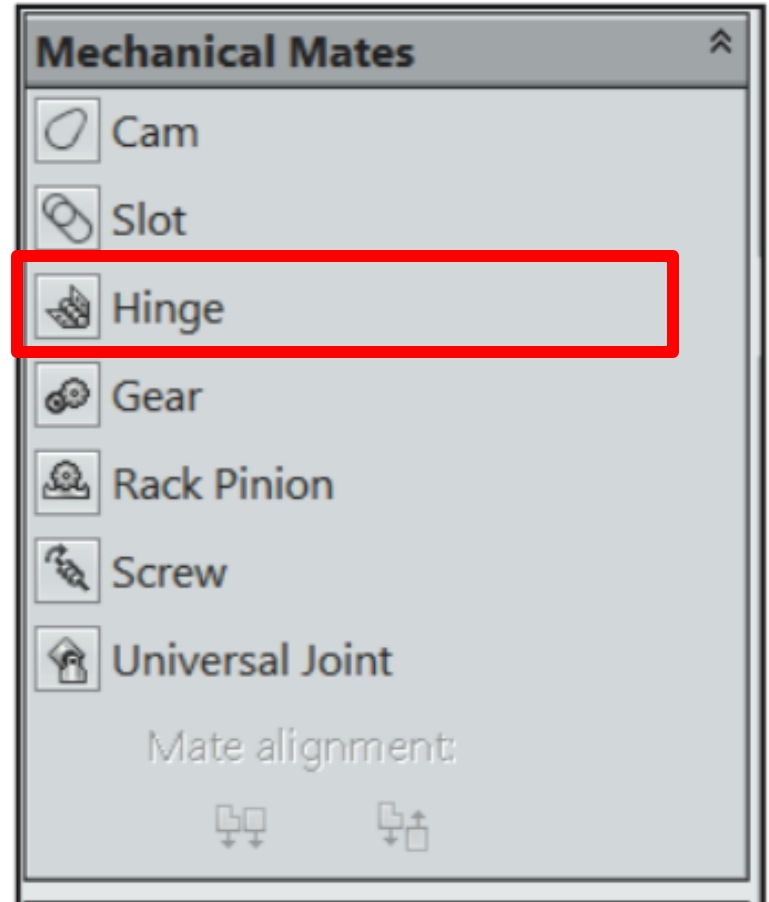 Mechanical Mates
Cam
Slot
Hinge
Gear
Rack Pinion
Screw
Universal Joint
Mate alignment: